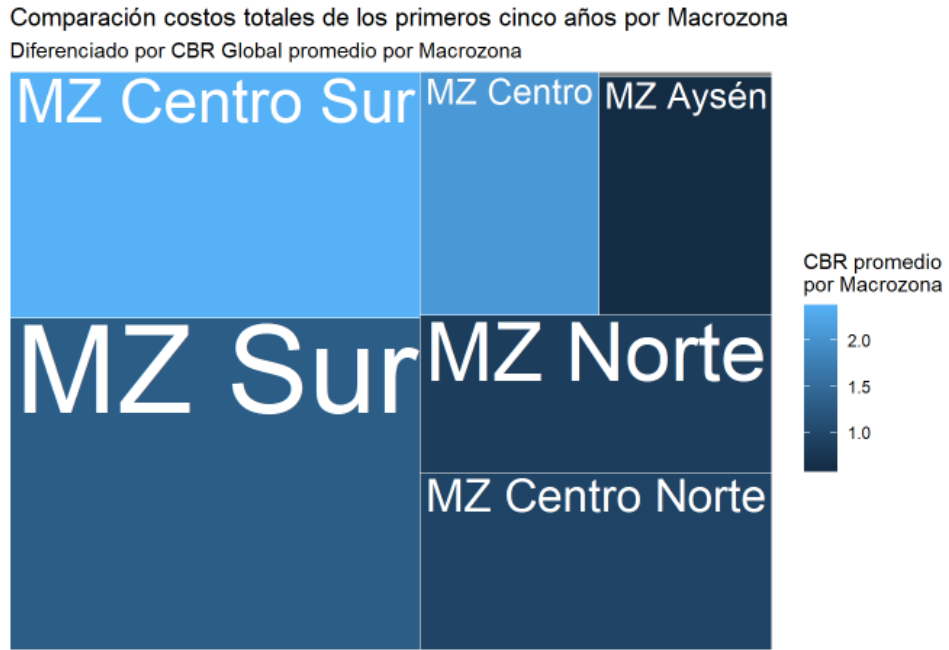 Comparación costos totales de los primeros cinco años por Macrozona
Diferenciado por CBR Global promedio por Macrozona
MZ Centro Sur
MZ Centro
MZ Aysén
MZ Sur
MZ Norte
MZ Centro Norte
CBR promedio
por Macrozona
2.0
1.5
1.0